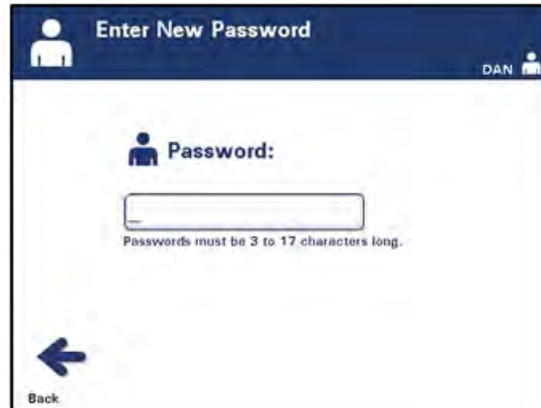 Enter New Password
DAN
Password:
_
Passwords must be 3 to 17 characters long.
Back